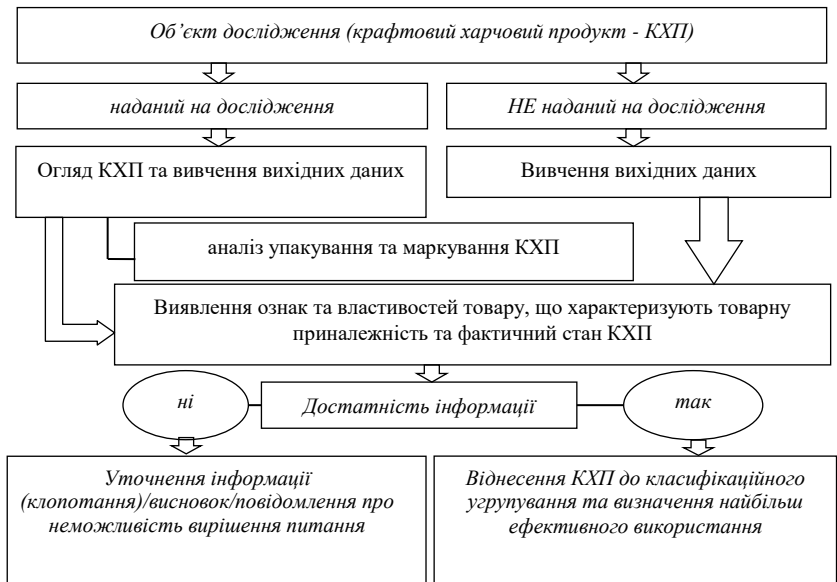 Об’єкт дослідження (крафтовий харчовий продукт - КХП)
наданий на дослідження
НЕ наданий на дослідження
Огляд КХП та вивчення вихідних даних
Вивчення вихідних даних
аналіз упакування та маркування КХП
Виявлення ознак та властивостей товару, що характеризують товарну
приналежність та фактичний стан КХП
ні
Достатність інформації
так
Уточнення інформації
(клопотання)/висновок/повідомлення про
неможливість вирішення питання
Віднесення КХП до класифікаційного
угрупування та визначення найбільш
ефективного використання